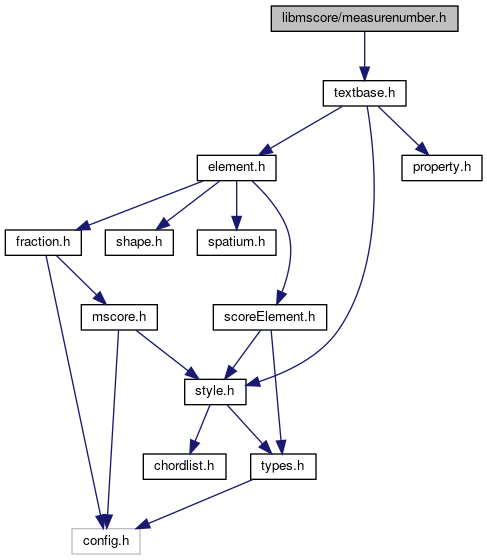 libmscore/measurenumber.h
textbase.h
element.h
property.h
fraction.h
shape.h
spatium.h
mscore.h
scoreElement.h
style.h
chordlist.h
types.h
config.h